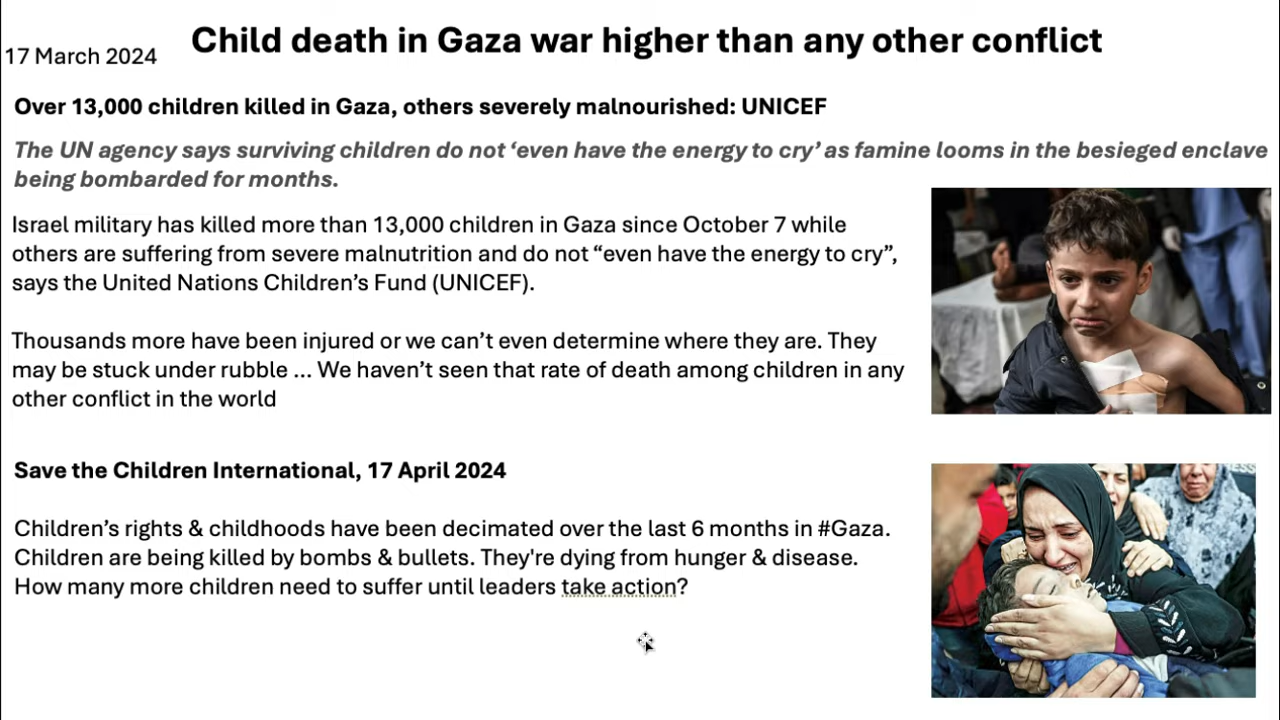 Child death in Gaza war higher than any other conflict
17 March 2024
Over 13,000 children killed in Gaza, others severely malnourished: UNICEF
The UN agency says surviving children do not ‘even have the energy to cry’ as famine looms in the besieged enclave
being bombarded for months.
Israel military has killed more than 13,000 children in Gaza since October 7 while
others are suffering from severe malnutrition and do not “even have the energy to cry”,
says the United Nations Children’s Fund (UNICEF).
Thousands more have been injured or we can’t even determine where they are. They
may be stuck under rubble ... We haven’t seen that rate of death among children in any
other conflict in the world
Save the Children International, 17 April 2024
Children’s rights & childhoods have been decimated over the last 6 months in #Gaza.
Children are being killed by bombs & bullets. They're dying from hunger & disease.
How many more children need to suffer until leaders take action?